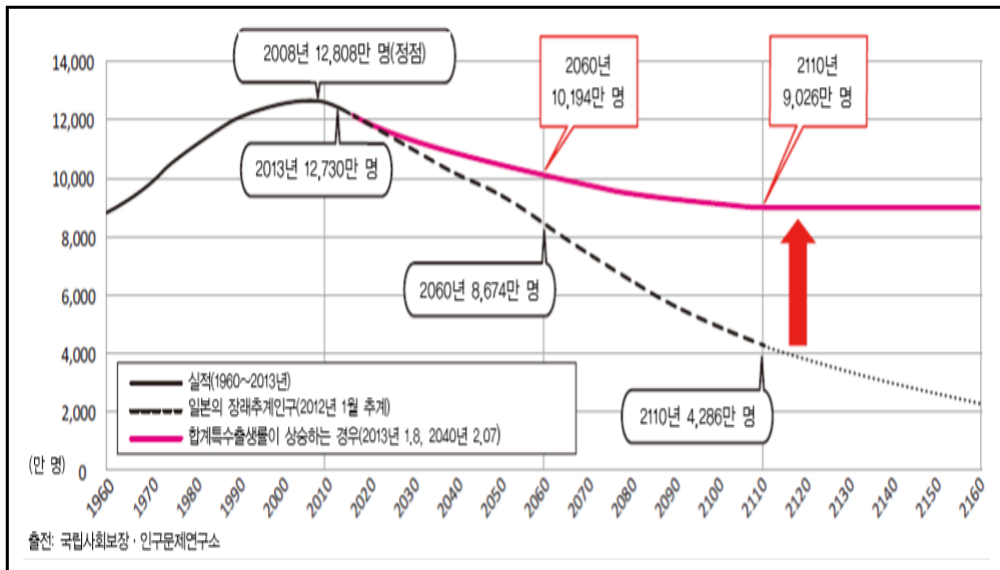 2008년 12,808만 명(정점)
2060년
10,194만 명
2110년
9,026만 명
2013년 12,730만 명
2060년 8,674만 명
2110년 4,286만 명
14,000
12,000
10,000
8,000
6,000
4,000
2,000
(만 명) 0
실적(1960~2013년)
일본의 장래추계인구(2012년 1월 추계)
합계특수출생률이 상승하는 경우(2013년 1.8, 2040년 2.07)
1960 1970 1980 1990 2000 2010 2020 2030 2040 2050 2060 2070 2080 2090 2100 2110 2120 2130 2140 2150 2160
출전: 국립사회보장 · 인구문제연구소